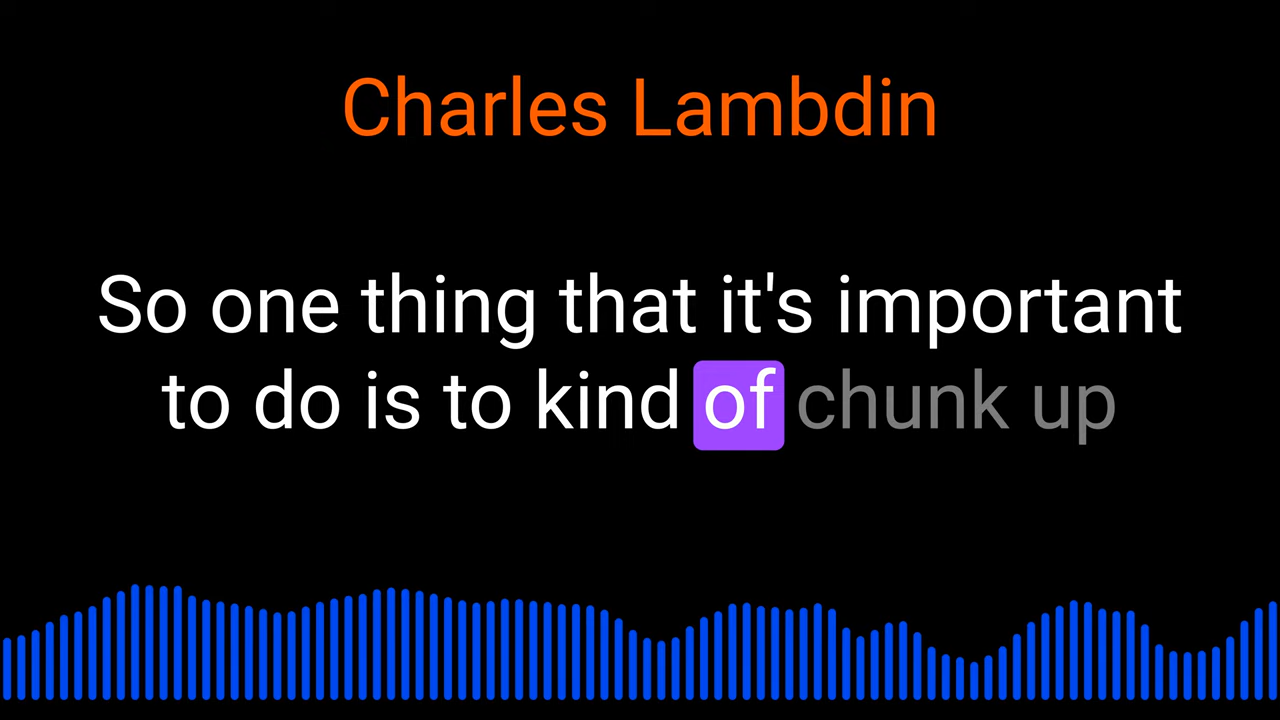 Charles Lambdin
So one thing that it's important
to do is to kind of chunk up